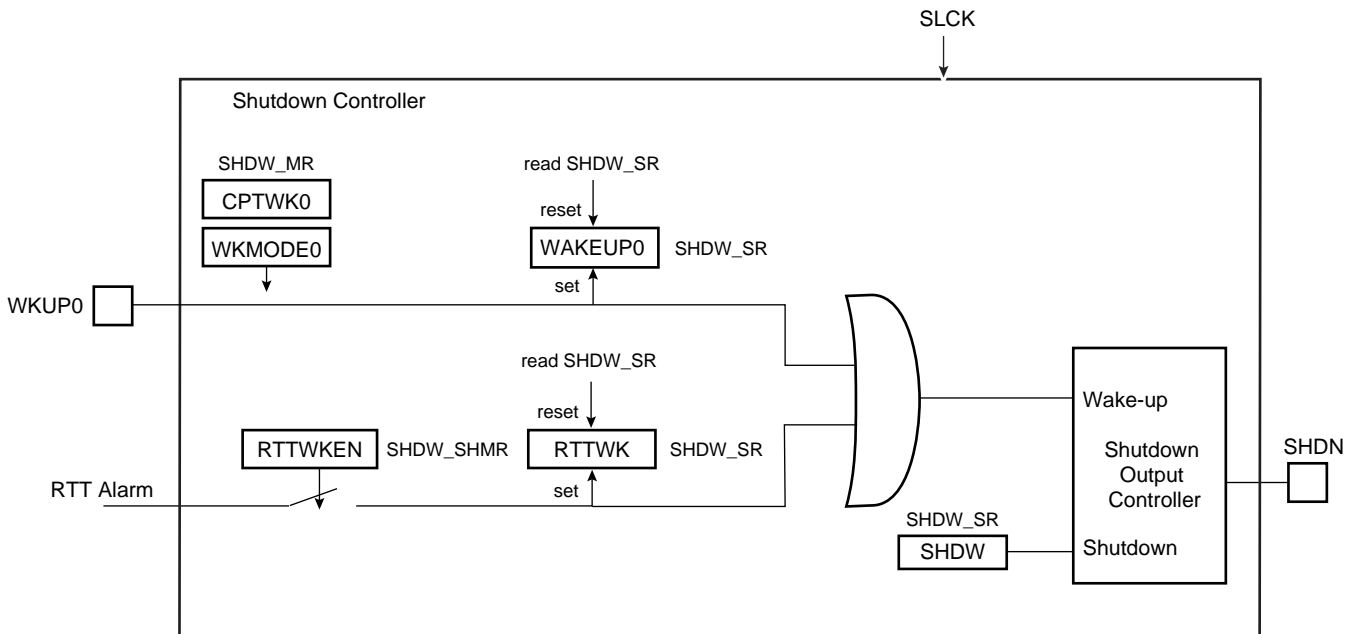 SLCK
Shutdown Controller
SHDW_MR
CPTWK0
WKMODE0
read SHDW_SR
reset
WAKEUP0
SHDW_SR
set
WKUP0
read SHDW_SR
reset
RTTWKEN
SHDW_SHMR
RTTWK
SHDW_SR
set
RTT Alarm
Wake-up
Shutdown
Output
Controller
SHDN
SHDW_SR
SHDW
Shutdown